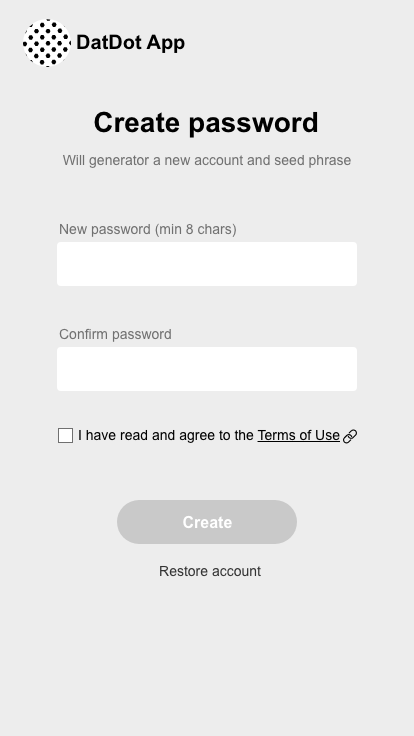 DatDot App
Create password
Will generator a new account and seed phrase
New password (min 8 chars)
Confirm password
I have read and agree to the Terms of Use
Create
Restore account